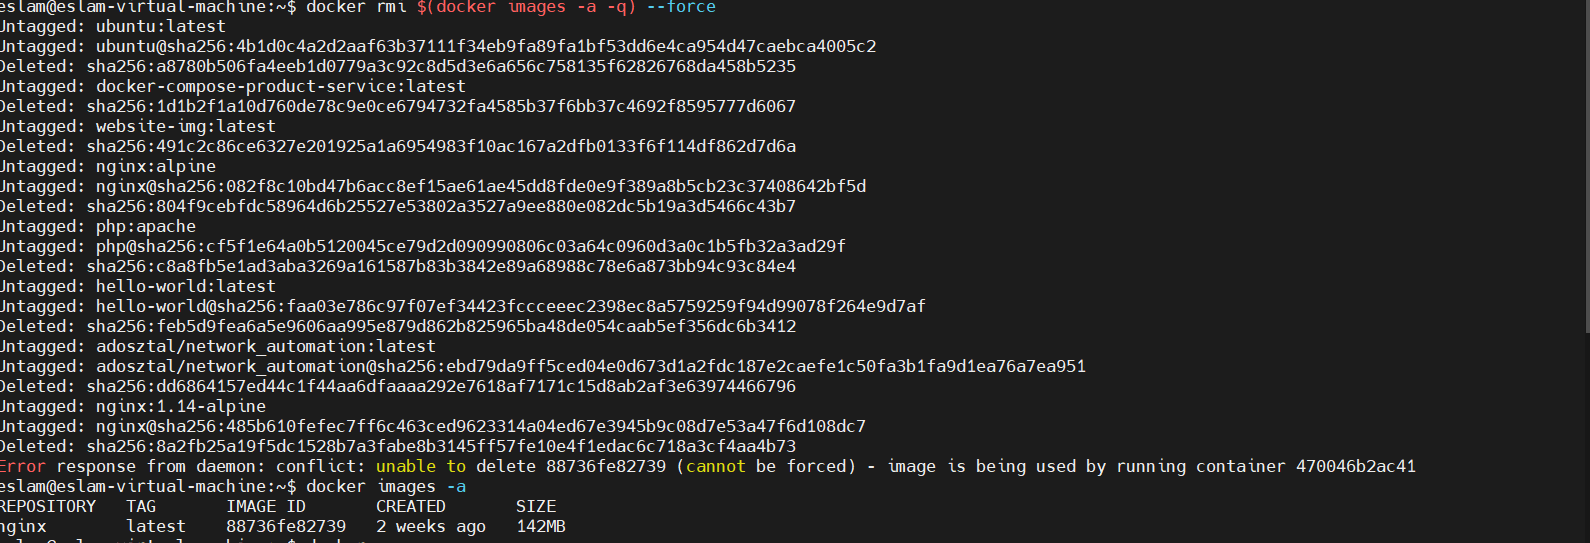 eslam@eslam-virtual-machine:~$ docker rmi $(docker images -a -q) --force
Untagged: ubuntu:latest
Untagged: ubuntu@sha256:4b1d0c4a2d2aaf63b37111f34eb9fa89fa1bf53dd6e4ca954d47caebca4005c2
Deleted: sha256:a8780b506fa4eeb1d0779a3c92c8d5d3e6a656c758135f62826768da458b5235
Untagged: docker-compose-product-service:latest
Deleted: sha256:1d1b2f1a10d760de78c9e0ce6794732fa4585b37f6bb37c4692f8595777d6067
Untagged: website-img:latest
Deleted: sha256:491c2c86ce6327e201925a1a6954983f10ac167a2dfb0133f6f114df862d7d6a
Untagged: nginx:alpine
Untagged: nginx@sha256:082f8c10bd47b6acc8ef15ae61ae45dd8fde0e9f389a8b5cb23c37408642bf5d
Deleted: sha256:804f9cebfdc58964d6b25527e53802a3527a9ee880e082dc5b19a3d5466c43b7
Untagged: php:apache
Untagged: php@sha256:cf5f1e64a0b5120045ce79d2d090990806c03a64c0960d3a0c1b5fb32a3ad29f
Deleted: sha256:c8a8fb5e1ad3aba3269a161587b83b3842e89a68988c78e6a873bb94c93c84e4
Untagged: hello-world:latest
Untagged: hello-world@sha256:faa03e786c97f07ef34423fccceeec2398ec8a5759259f94d99078f264e9d7af
Deleted: sha256:feb5d9fea6a5e9606aa995e879d862b825965ba48de054caab5ef356dc6b3412
Untagged: adosztal/network_automation:latest
Untagged: adosztal/network_automation@sha256:ebd79da9ff5ced04e0d673d1a2fdc187e2caefe1c50fa3b1fa9d1ea76a7ea951
Deleted: sha256:dd6864157ed44c1f44aa6dfaaaa292e7618af7171c15d8ab2af3e63974466796
Untagged: nginx:1.14-alpine
Untagged: nginx@sha256:485b610fefec7ff6c463ced9623314a04ed67e3945b9c08d7e53a47f6d108dc7
Deleted: sha256:8a2fb25a19f5dc1528b7a3fabe8b3145ff57fe10e4f1edac6c718a3cf4aa4b73
Error response from daemon: conflict: unable to delete 88736fe82739 (cannot be forced) - image is being used by running container 470046b2ac41
eslam@eslam-virtual-machine:~$ docker images -a
REPOSITORY TAG IMAGE ID CREATED SIZE
nginx latest 88736fe82739 2 weeks ago 142MB